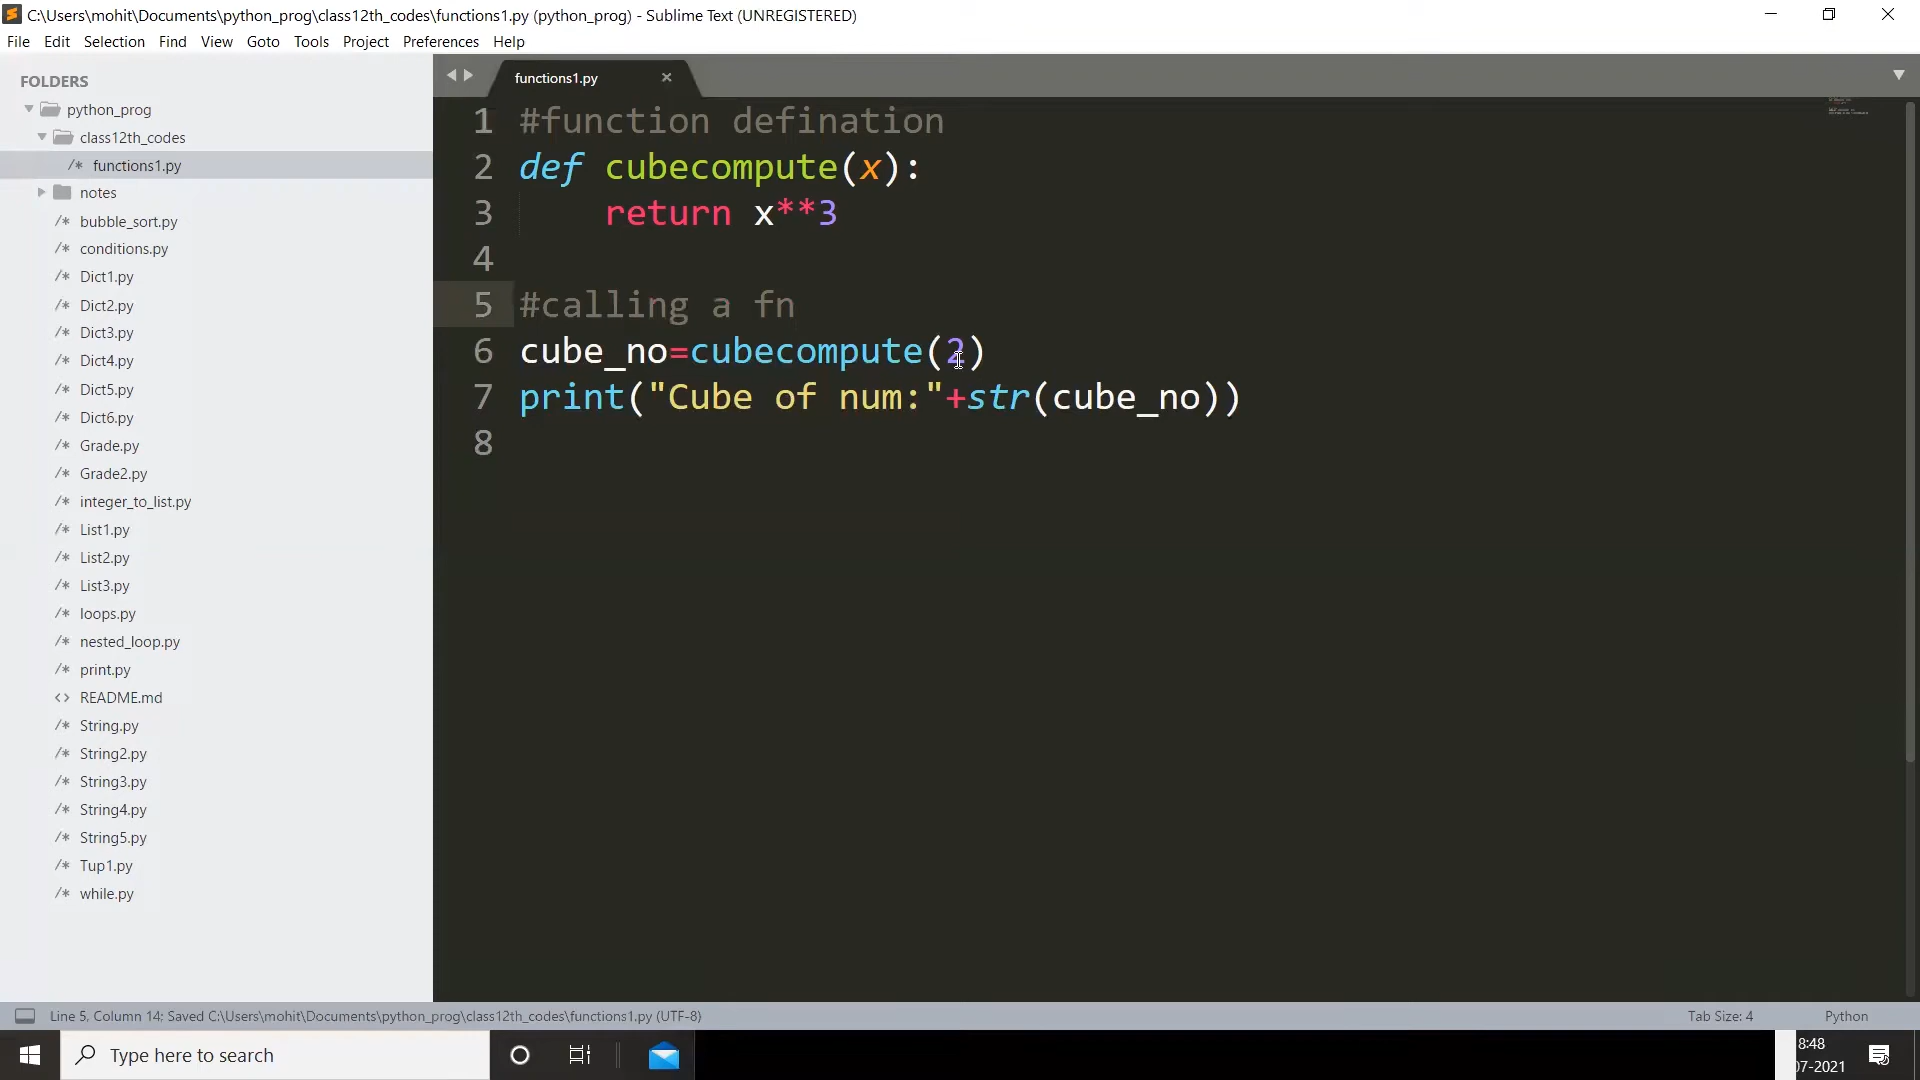 C:\Users\mohit\Documents\python_prog\class12th_codes\functions1.py (python_prog) - Sublime Text (UNREGISTERED)
File Edit Selection Find View Goto Tools Project Preferences Help
FOLDERS
python_prog
class12th_codes
/* functions1.py
notes
/* bubble_sort.py
/* conditions.py
/* Dict1.py
/* Dict2.py
/* Dict3.py
/* Dict4.py
/* Dict5.py
/* Dict6.py
/* Grade.py
/* Grade2.py
/* integer_to_list.py
/* List1.py
/* List2.py
/* List3.py
/* loops.py
/* nested_loop.py
/* print.py
<> README.md
/* String.py
/* String2.py
/* String3.py
/* String4.py
/* String5.py
/* Tup1.py
/* while.py
functions1.py
1 #function defination
2 def cubecompute(x):
3     return x**3
4
5 #calling a fn
6 cube_no=cubecompute(2)
7 print("Cube of num:"+str(cube_no))
8
Line 5, Column 14; Saved C:\Users\mohit\Documents\python_prog\class12th_codes\functions1.py (UTF-8) Tab Size: 4 Python
Type here to search
8:48
07-2021